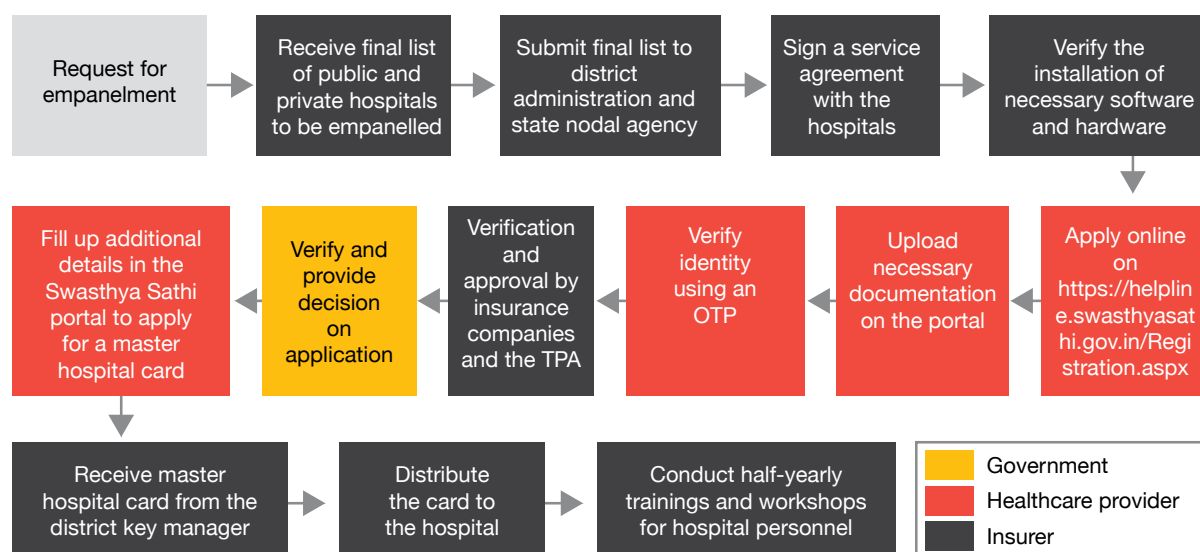 Request for
empanelment
Receive final list
of public and
private hospitals
to be empanelled
Submit final list to
district
administration and
state nodal agency
Sign a service
agreement
with the
hospitals
Verify the
installation of
necessary software
and hardware
Apply online
on
https://helplin
e.swasthyasat
hi.gov.in/Regi
stration.aspx
Upload
necessary
documentation
on the portal
Verify
identity
using an
OTP
Verification
and
approval by
insurance
companies
and the TPA
Verify and
provide
decision
on
application
Fill up additional
details in the
Swasthya Sathi
portal to apply
for a master
hospital card
Receive master
hospital card from the
district key manager
Distribute
the card to
the hospital
Conduct half-yearly
trainings and workshops
for hospital personnel
Government
Healthcare provider
Insurer